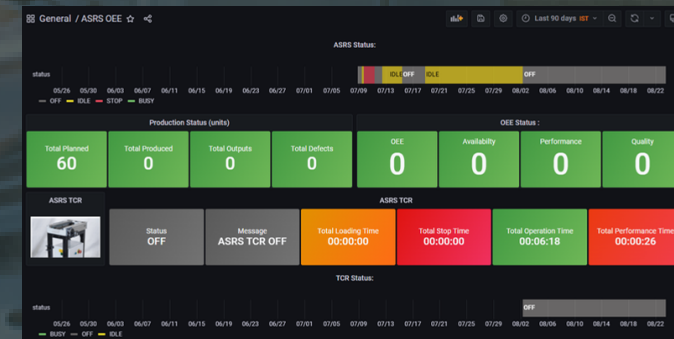 General / ASRS OEE
Last 90 days IST
ASRS Status:
status
IDLE OFF IDLE OFF
05/26 05/30 06/03 06/07 06/11 06/15 06/19 06/23 06/27 07/01 07/05 07/09 07/13 07/17 07/21 07/25 07/29 08/02 08/06 08/10 08/14 08/18 08/22
OFF IDLE STOP BUSY
Production Status (units) OEE Status :
Total Planned Total Produced Total Outputs Total Defects OEE Availabilty Performance Quality
60 0 0 0 0 0 0 0
ASRS TCR ASRS TCR
Status Message Total Loading Time Total Stop Time Total Operation Time Total Performance Time
OFF ASRS TCR OFF 00:00:00 00:00:00 00:06:18 00:00:26
TCR Status:
status
OFF
05/26 05/30 06/03 06/07 06/11 06/15 06/19 06/23 06/27 07/01 07/05 07/09 07/13 07/17 07/21 07/25 07/29 08/02 08/06 08/10 08/14 08/18 08/22
BUSY OFF IDLE